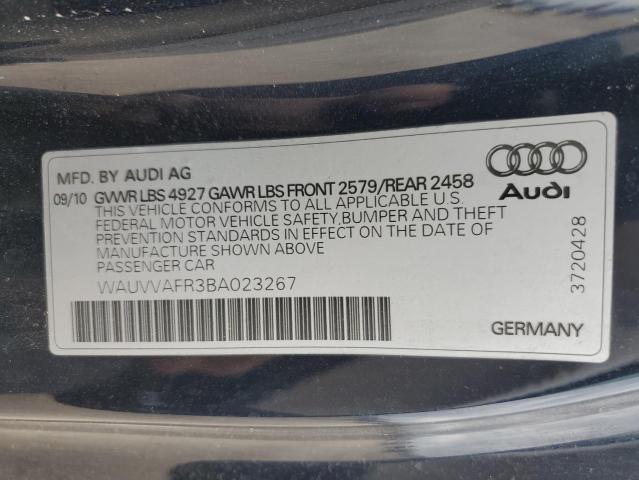 MFD. BY AUDI AG
09/10 GVWR LBS 4927 GAWR LBS FRONT 2579/REAR 2458
THIS VEHICLE CONFORMS TO ALL APPLICABLE U.S.
FEDERAL MOTOR VEHICLE SAFETY,BUMPER AND THEFT
PREVENTION STANDARDS IN EFFECT ON THE DATE OF
MANUFACTURE SHOWN ABOVE
PASSENGER CAR
WAUVVAFR3BA023267
Audi
3720428
GERMANY